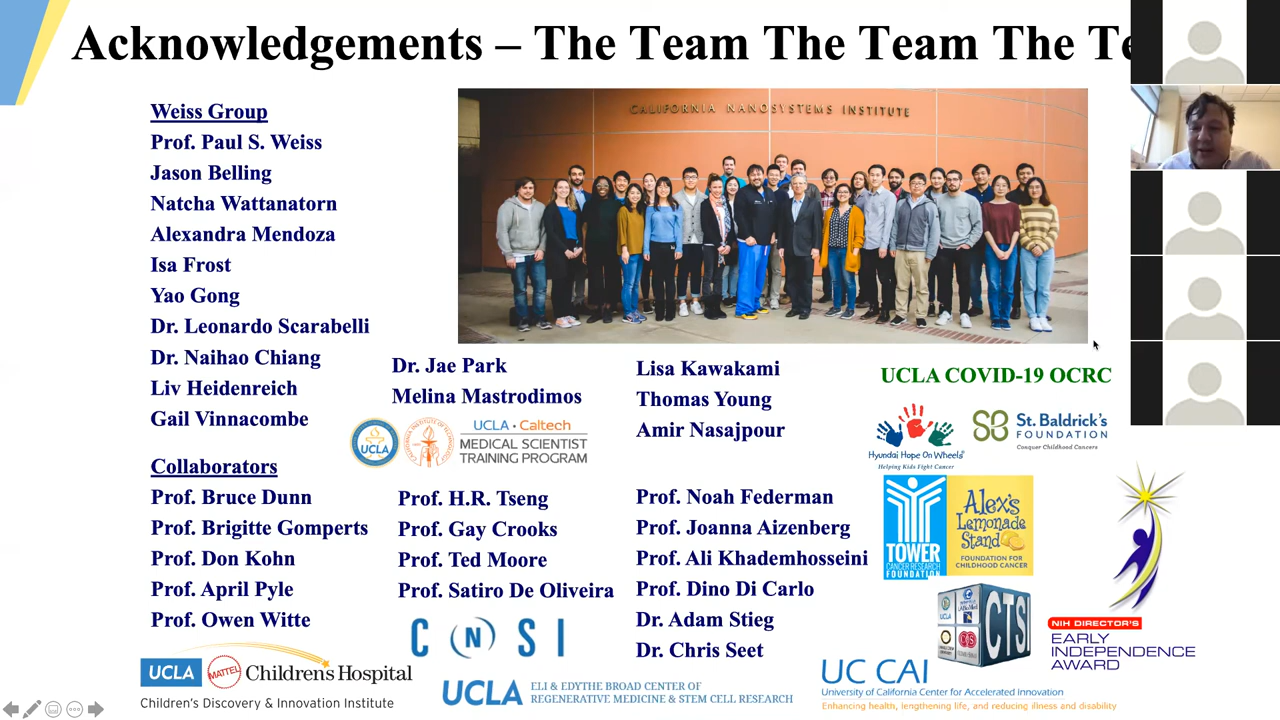 Acknowledgements – The Team The Team The Te
CALIFORNIA NANOSYSTEMS INSTITUTE
Weiss Group
Prof. Paul S. Weiss
Jason Belling
Natcha Wattanatorn
Alexandra Mendoza
Isa Frost
Yao Gong
Dr. Leonardo Scarabelli
Dr. Naihao Chiang
Liv Heidenreich
Gail Vinnacombe
Dr. Jae Park
Melina Mastrodimos
Lisa Kawakami
Thomas Young
Amir Nasajpour
UCLA COVID-19 OCRC
UCLA
UCLA · Caltech
MEDICAL SCIENTIST
TRAINING PROGRAM
Hyundai Hope On Wheels
Helping Kids Fight Cancer
St. Baldrick's
FOUNDATION
Conquer Childhood Cancers
Collaborators
Prof. Bruce Dunn
Prof. Brigitte Gomperts
Prof. Don Kohn
Prof. April Pyle
Prof. Owen Witte
Prof. H.R. Tseng
Prof. Gay Crooks
Prof. Ted Moore
Prof. Satiro De Oliveira
Prof. Noah Federman
Prof. Joanna Aizenberg
Prof. Ali Khademhosseini
Prof. Dino Di Carlo
Dr. Adam Stieg
Dr. Chris Seet
TOWER
CANCER RESEARCH
FOUNDATION
Alex's
Lemonade
Stand
FOUNDATION FOR
CHILDHOOD CANCER
CTSI
NIH DIRECTOR'S
EARLY
INDEPENDENCE
AWARD
CNSI
UCLA
MATTEL
Children's Hospital
Children's Discovery & Innovation Institute
UCLA
ELI & EDYTHE BROAD CENTER OF
REGENERATIVE MEDICINE & STEM CELL RESEARCH
UC CAI
University of California Center for Accelerated Innovation
Enhancing health, lengthening life, and reducing illness and disability